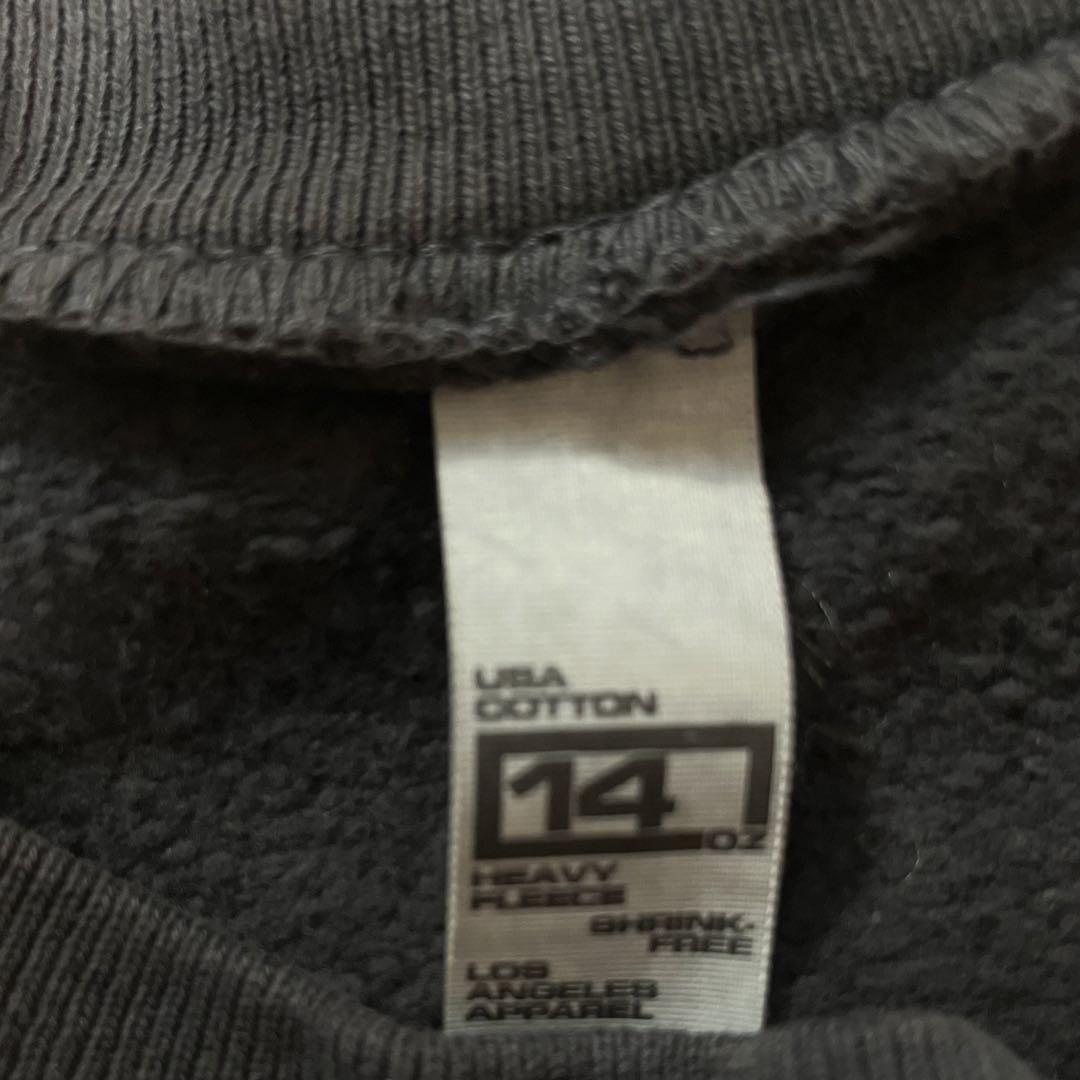 USA
COTTON
14
OZ
HEAVY
FLEECE
SHRINK-
FREE
LOS
ANGELES
APPAREL